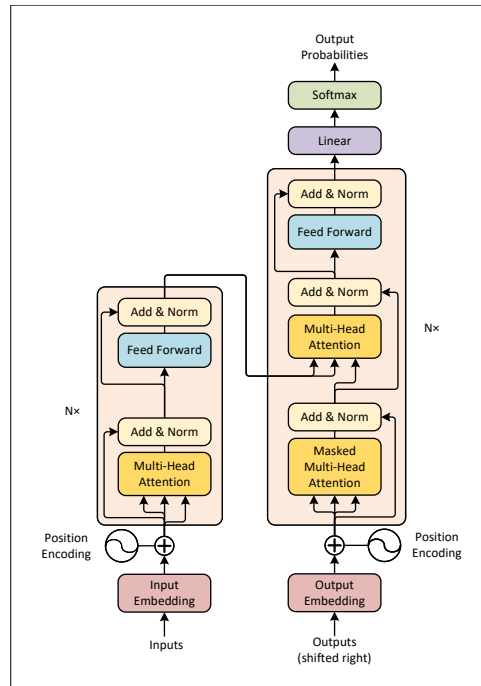 Output
Probabilities
Softmax
Linear
Add & Norm
Feed Forward
Add & Norm
Multi-Head
Attention
N×
Add & Norm
Masked
Multi-Head
Attention
Position
Encoding
Output
Embedding
Outputs
(shifted right)
Add & Norm
Feed Forward
N×
Add & Norm
Multi-Head
Attention
Position
Encoding
Input
Embedding
Inputs